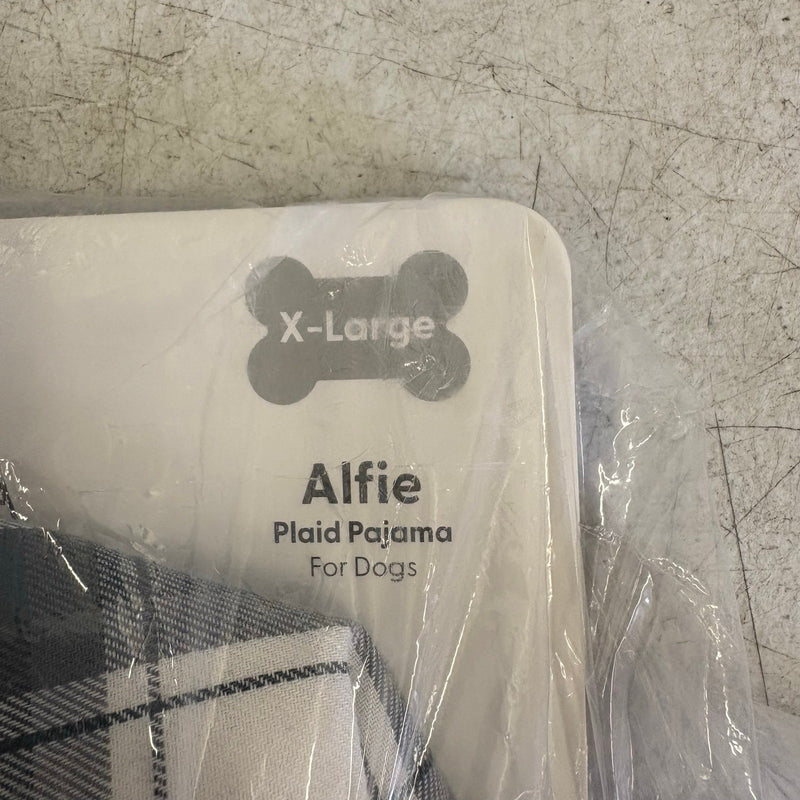 X-Large
Alfie
Plaid Pajama
For Dogs